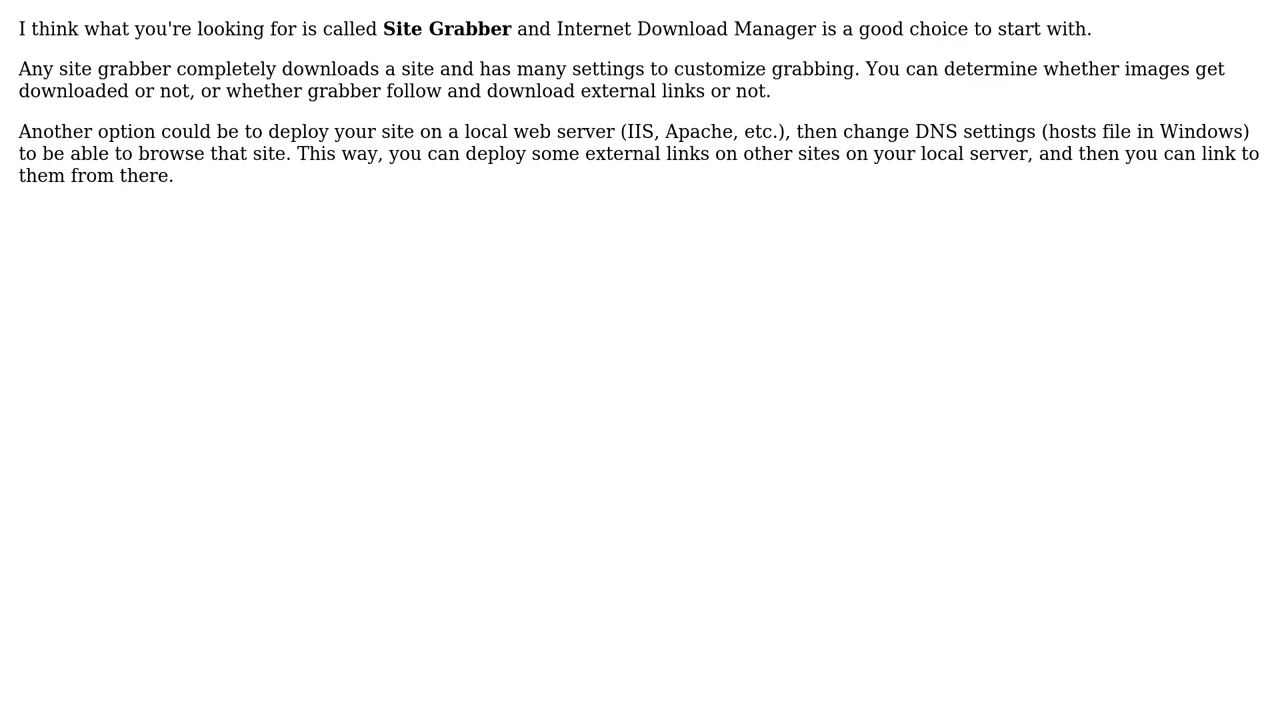 I think what you're looking for is called Site Grabber and Internet Download Manager is a good choice to start with.
Any site grabber completely downloads a site and has many settings to customize grabbing. You can determine whether images get
downloaded or not, or whether grabber follow and download external links or not.
Another option could be to deploy your site on a local web server (IIS, Apache, etc.), then change DNS settings (hosts file in Windows)
to be able to browse that site. This way, you can deploy some external links on other sites on your local server, and then you can link to
them from there.